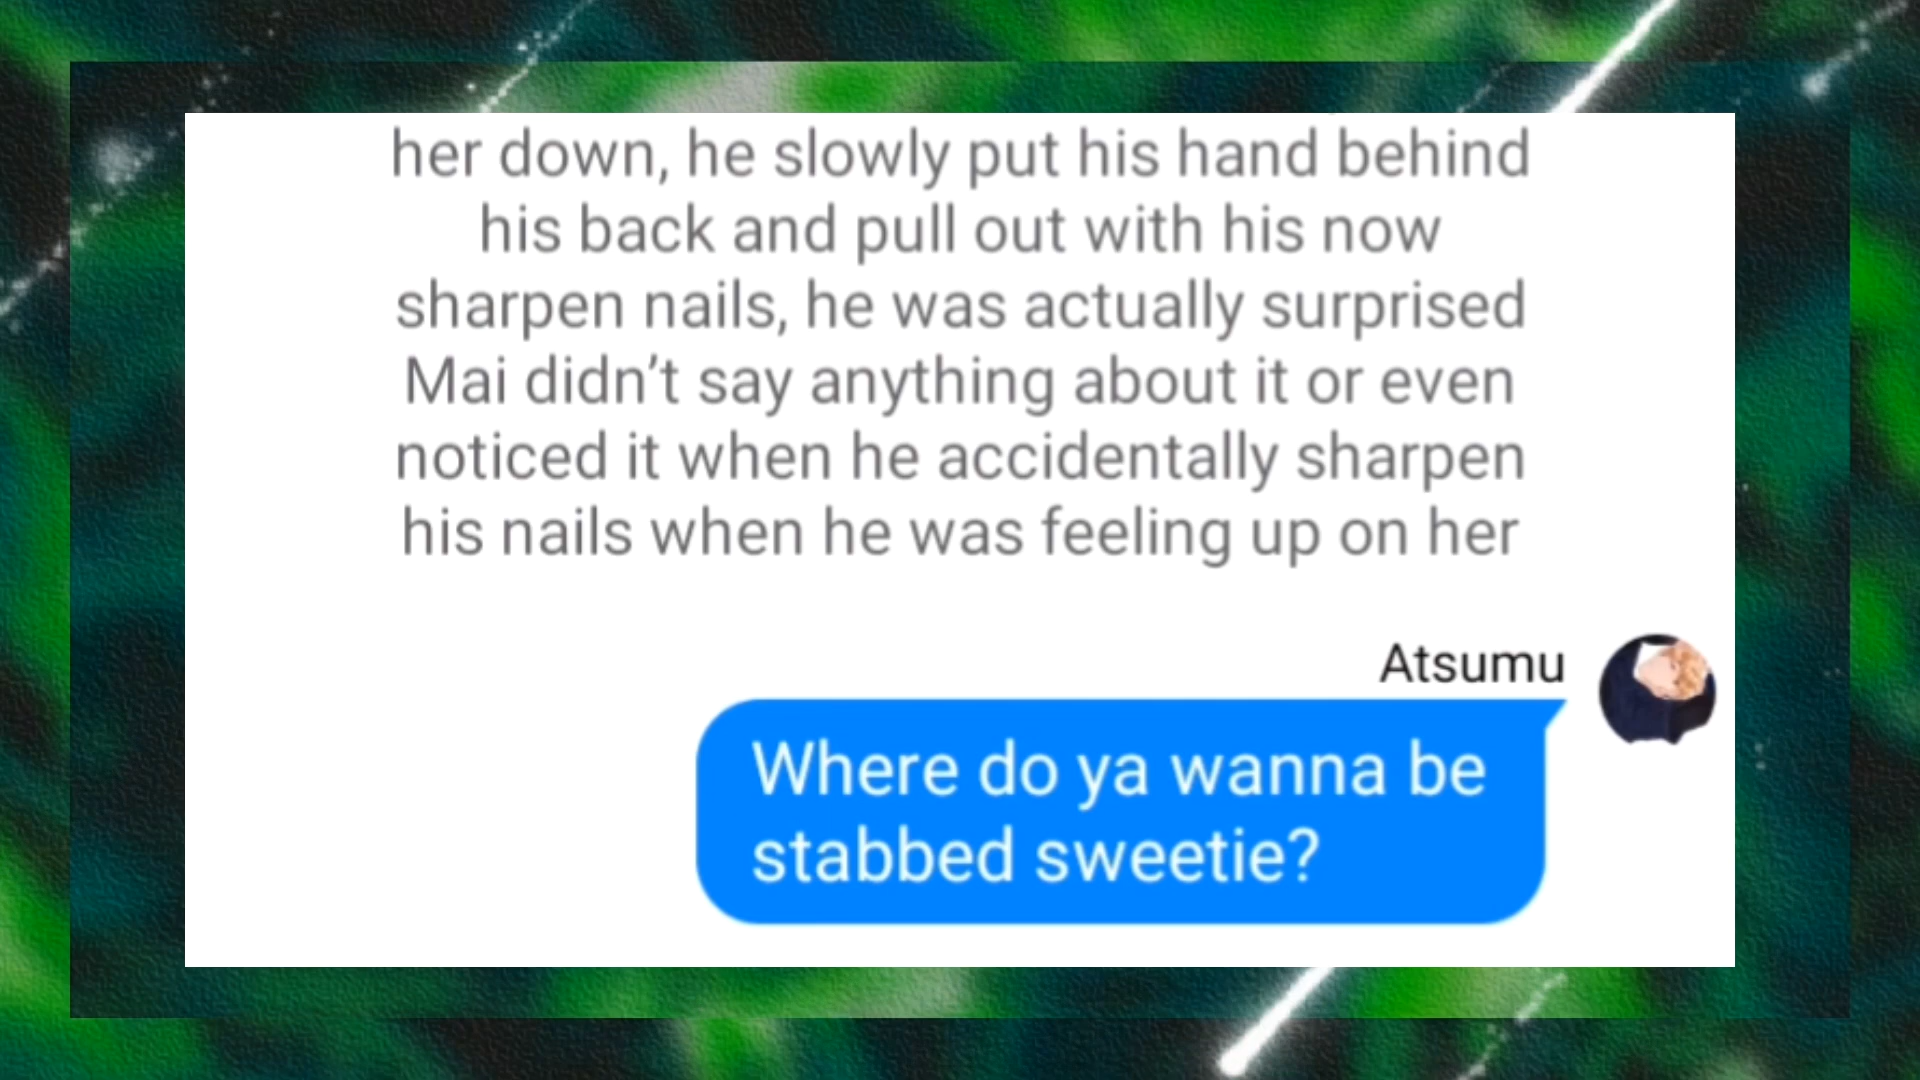 her down, he slowly put his hand behind
his back and pull out with his now
sharpen nails, he was actually surprised
Mai didn’t say anything about it or even
noticed it when he accidentally sharpen
his nails when he was feeling up on her
Atsumu
Where do ya wanna be
stabbed sweetie?